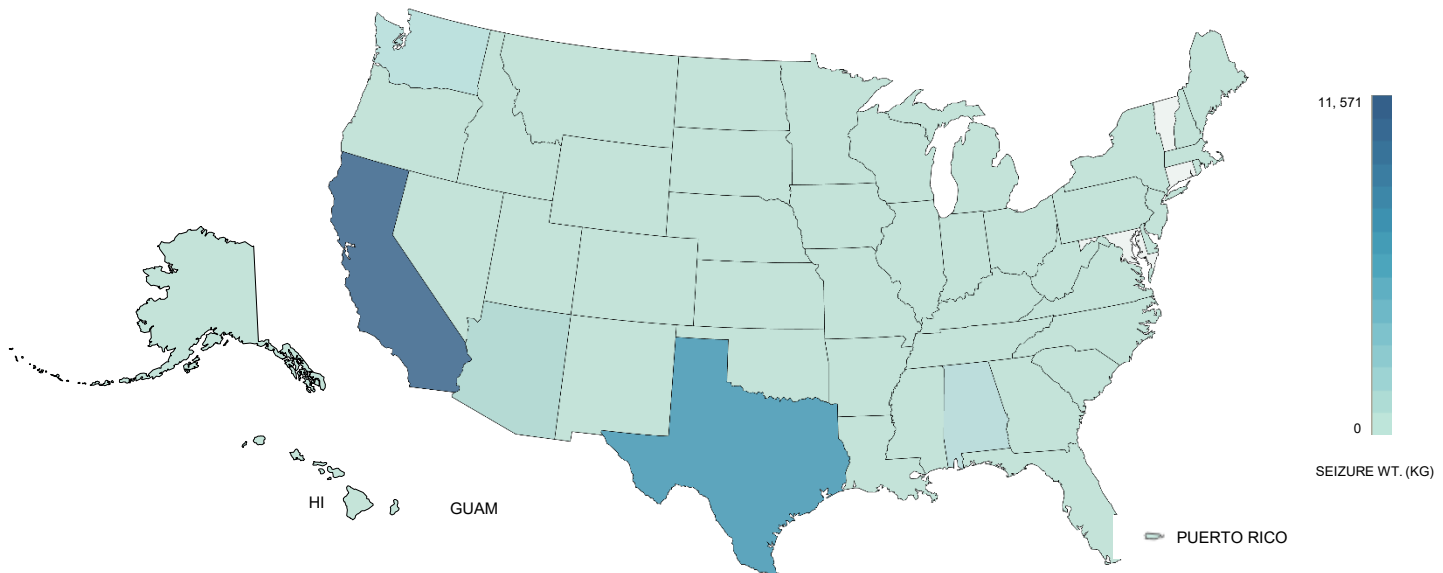 11, 571
0
SEIZURE WT. (KG)
HI
GUAM
PUERTO RICO